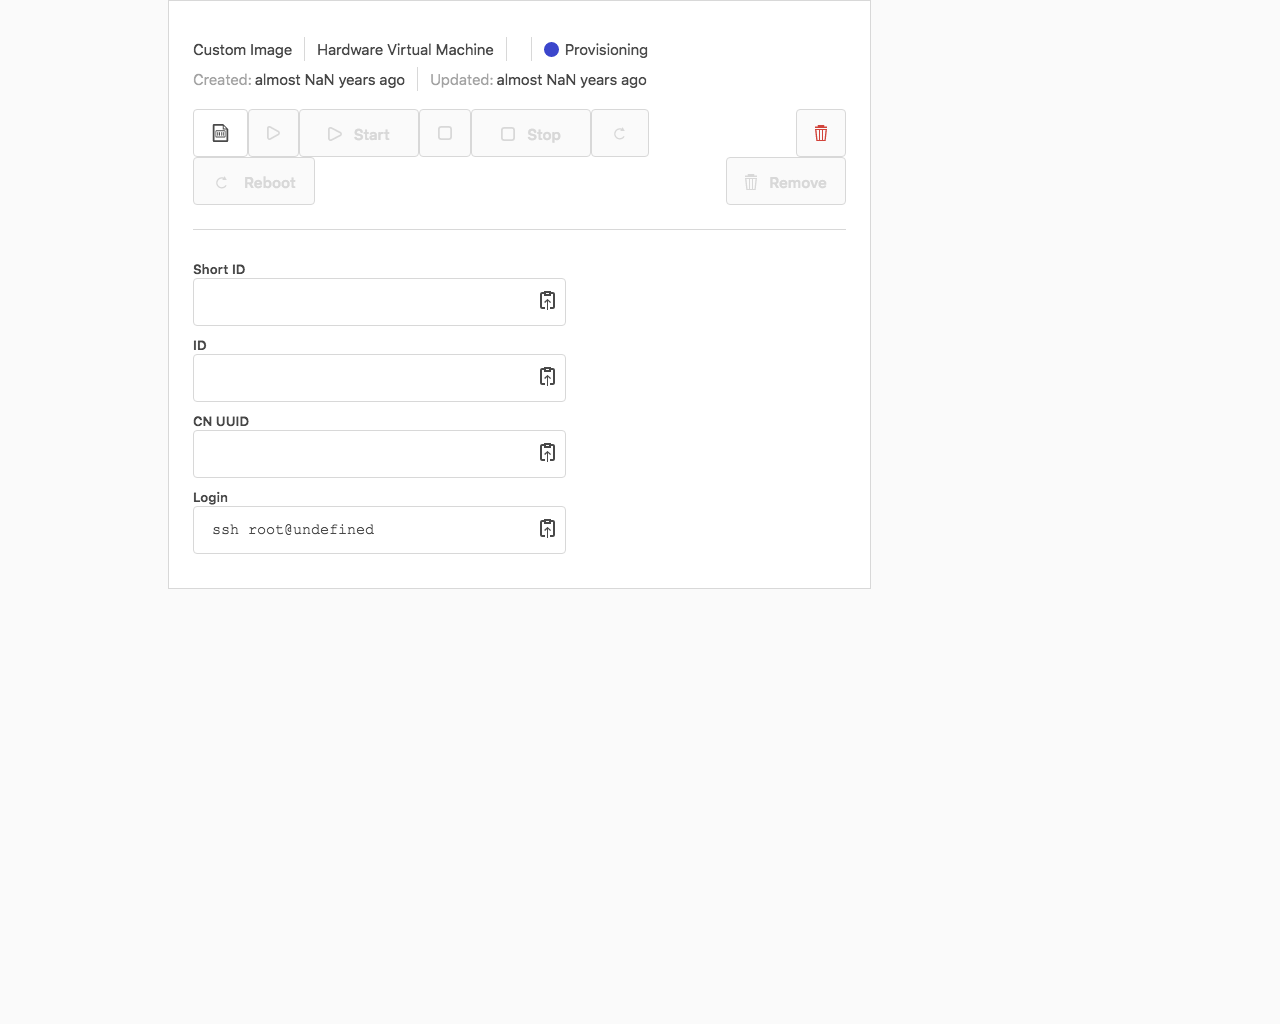 Custom Image Hardware Virtual Machine Provisioning
Created: almost NaN years ago Updated: almost NaN years ago
Start Stop
Reboot Remove
Short ID
ID
CN UUID
Login
ssh root@undefined